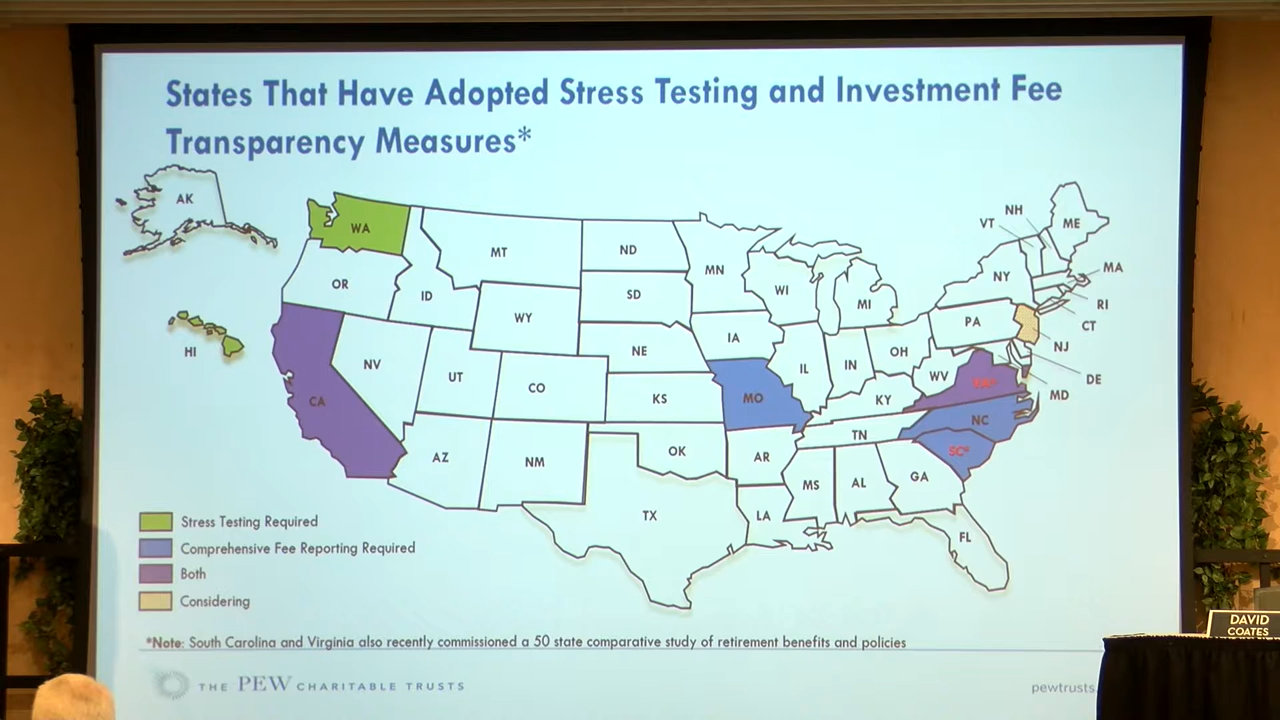 States That Have Adopted Stress Testing and Investment Fee
Transparency Measures*
AK
WA
MT
ND
MN
VT
NH
ME
OR
ID
WY
SD
WI
MI
NY
MA
RI
CT
NJ
DE
MD
PA
HI
CA
NV
UT
CO
NE
KS
IA
MO
IL
IN
OH
WV
VA*
KY
NC
TN
SC*
AZ
NM
OK
AR
TX
LA
MS
AL
GA
FL
Stress Testing Required
Comprehensive Fee Reporting Required
Both
Considering
*Note: South Carolina and Virginia also recently commissioned a 50 state comparative study of retirement benefits and policies
THE PEW CHARITABLE TRUSTS
pewtrusts.
DAVID
COATES